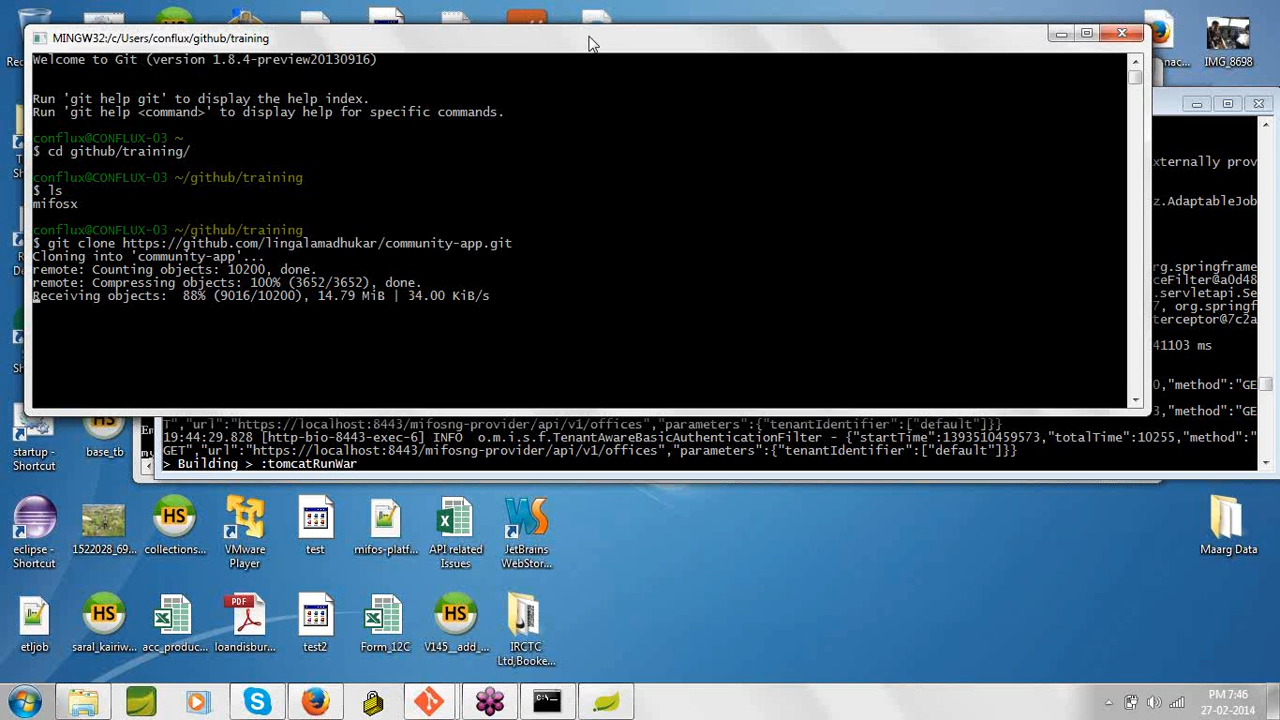 MINGW32:/c/Users/conflux/github/training
Welcome to Git (version 1.8.4-preview20130916)
Run 'git help git' to display the help index.
Run 'git help <command>' to display help for specific commands.
conflux@CONFLUX-03 ~
$ cd github/training/
conflux@CONFLUX-03 ~/github/training
$ ls
mifosx
conflux@CONFLUX-03 ~/github/training
$ git clone https://github.com/lingalamadhukar/community-app.git
Cloning into 'community-app'...
remote: Counting objects: 10200, done.
remote: Compressing objects: 100% (3652/3652), done.
Receiving objects:  88% (9016/10200), 14.79 MiB | 34.00 KiB/s
IMG_8698
xternally prov
z.AdaptableJob
org.springframe
ceFilter@a0d48
.servletapi.Se
7, org.springf
terceptor@7c2a
41103 ms
0,"method":"GE
3,"method":"GE
T","url":"https://localhost:8443/mifosng-provider/api/v1/offices","parameters":{"tenantIdentifier":["default"]}}
19:44:29.828 [http-bio-8443-exec-6] INFO  o.m.i.s.f.TenantAwareBasicAuthenticationFilter - {"startTime":1393510459573,"totalTime":10255,"method":"
GET","url":"https://localhost:8443/mifosng-provider/api/v1/offices","parameters":{"tenantIdentifier":["default"]}}
> Building > :tomcatRunWar
startup - Shortcut
base_tb
eclipse - Shortcut
1522028_69...
collections...
VMware Player
test
mifos-platf...
API related Issues
JetBrains WebStor...
Maarg Data
etljob
saral_kairiw...
acc_produc...
loandisbur...
test2
Form_12C
V145__add_...
IRCTC Ltd,Booke...
PM 7:46
27-02-2014